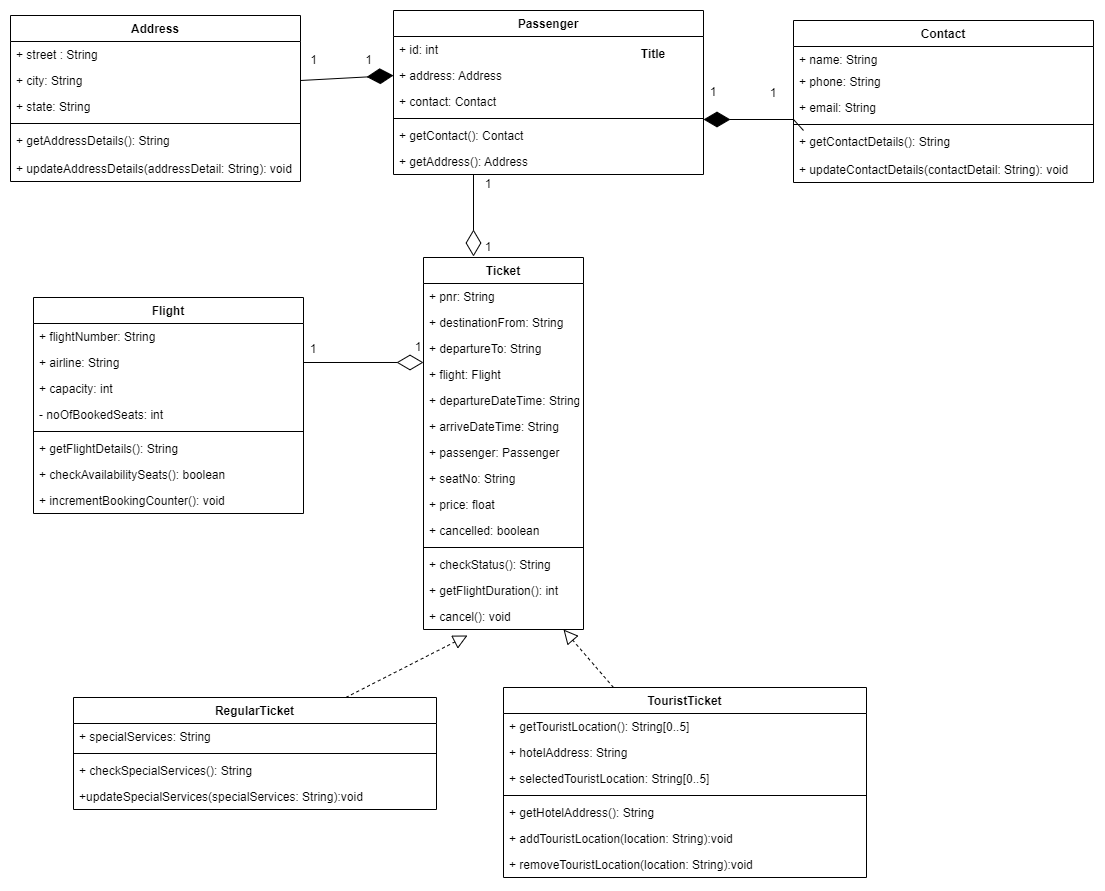 Address
+ street : String
+ city: String
+ state: String
+ getAddressDetails(): String
+ updateAddressDetails(addressDetail: String): void
1
1
Passenger
+ id: int
Title
+ address: Address
+ contact: Contact
+ getContact(): Contact
+ getAddress(): Address
1
1
Contact
+ name: String
+ phone: String
+ email: String
+ getContactDetails(): String
+ updateContactDetails(contactDetail: String): void
1
1
Flight
+ flightNumber: String
+ airline: String
+ capacity: int
- noOfBookedSeats: int
+ getFlightDetails(): String
+ checkAvailabilitySeats(): boolean
+ incrementBookingCounter(): void
1
1
Ticket
+ pnr: String
+ destinationFrom: String
+ departureTo: String
+ flight: Flight
+ departureDateTime: String
+ arriveDateTime: String
+ passenger: Passenger
+ seatNo: String
+ price: float
+ cancelled: boolean
+ checkStatus(): String
+ getFlightDuration(): int
+ cancel(): void
RegularTicket
+ specialServices: String
+ checkSpecialServices(): String
+updateSpecialServices(specialServices: String):void
TouristTicket
+ getTouristLocation(): String[0..5]
+ hotelAddress: String
+ selectedTouristLocation: String[0..5]
+ getHotelAddress(): String
+ addTouristLocation(location: String):void
+ removeTouristLocation(location: String):void